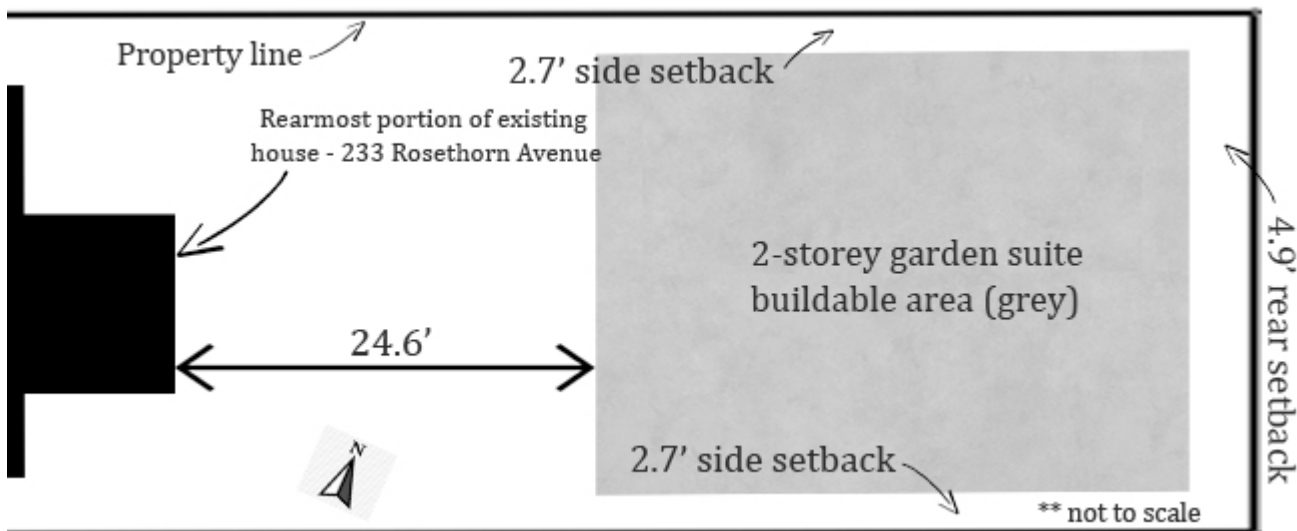 Property line
2.7’ side setback
Rearmost portion of existing
house - 233 Rosethorn Avenue
4.9’ rear setback
2-storey garden suite
buildable area (grey)
24.6’
N
2.7’ side setback
** not to scale